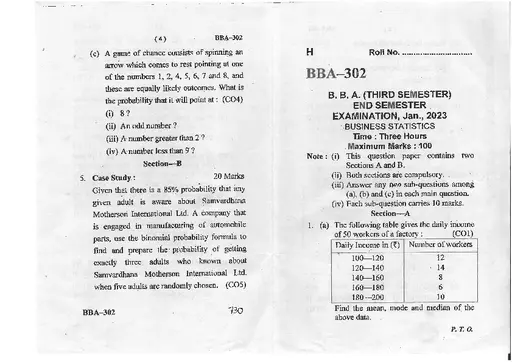 (4) BBA–302
(c) A game of chance consists of spinning an
arrow which comes to rest pointing at one
of the numbers 1, 2, 4, 5, 6, 7 and 8, and
these are equally likely outcomes. What is
the probability that it will point at : (CO4)
(i) 8 ?
(ii) An odd number ?
(iii) A number greater than 2 ?
(iv) A number less than 9 ?
Section—B
5. Case Study : 20 Marks
Given that there is a 85% probability that any
given adult is aware about Samvardhana
Motherson International Ltd. A company that
is engaged in manufacturing of automobile
parts, use the binomial probability formula to
find and prepare the probability of getting
exactly three adults who known about
Samvardhana Motherson International Ltd.
when five adults are randomly chosen. (CO5)
BBA–302 730
H Roll No. ..............................
BBA–302
B. B. A. (THIRD SEMESTER)
END SEMESTER
EXAMINATION, Jan., 2023
BUSINESS STATISTICS
Time : Three Hours
Maximum Marks : 100
Note : (i) This question paper contains two
Sections A and B.
(ii) Both sections are compulsory.
(iii) Answer any two sub-questions among
(a), (b) and (c) in each main question.
(iv) Each sub-question carries 10 marks.
Section—A
1. (a) The following table gives the daily income
of 50 workers of a factory : (CO1)
Daily Income in (₹) Number of workers
100—120 12
120—140 14
140—160 8
160—180 6
180—200 10
Find the mean, mode and median of the
above data.
P. T. O.